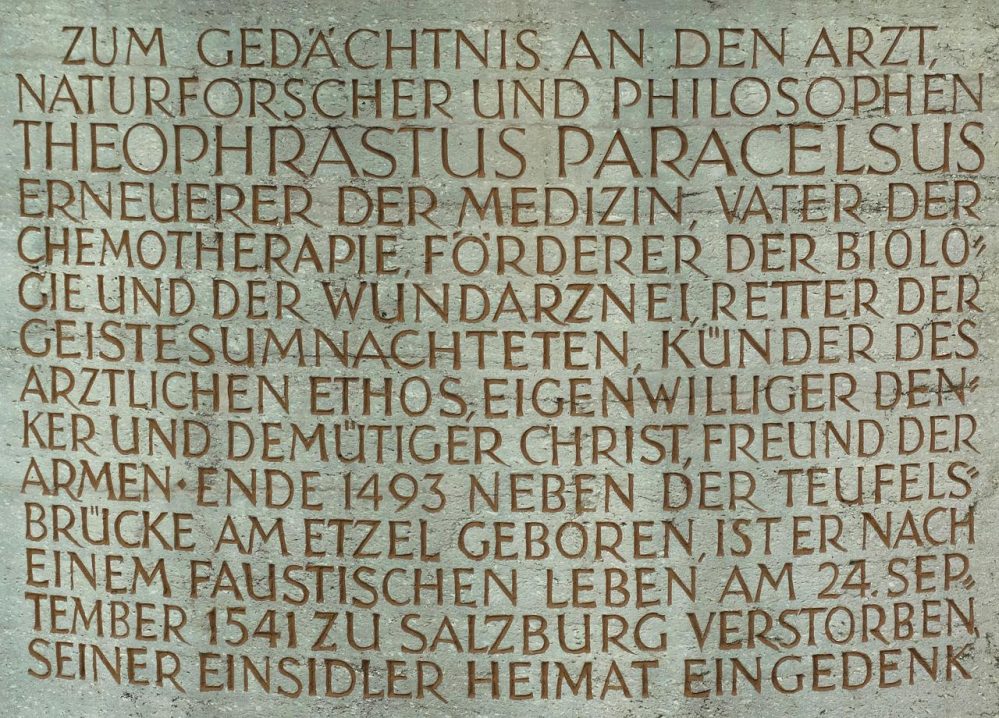 ZUM GEDÄCHTNIS AN DEN ARZT,
NATURFORSCHER UND PHILOSOPHEN
THEOPHRASTUS PARACELSUS
ERNEUERER DER MEDIZIN, VATER DER
CHEMOTHERAPIE, FÖRDERER DER BIOLO=
GIE UND DER WUNDARZNEI, RETTER DER
GEISTESUMNACHTETEN, KÜNDER DES
ARZTLICHEN ETHOS, EIGENWILLIGER DEN=
KER UND DEMÜTIGER CHRIST, FREUND DER
ARMEN · ENDE 1493 NEBEN DER TEUFELS=
BRÜCKE AM ETZEL GEBOREN, IST ER NACH
EINEM FAUSTISCHEN LEBEN AM 24. SEP=
TEMBER 1541 ZU SALZBURG VERSTORBEN,
SEINER EINSIDLER HEIMAT EINGEDENK